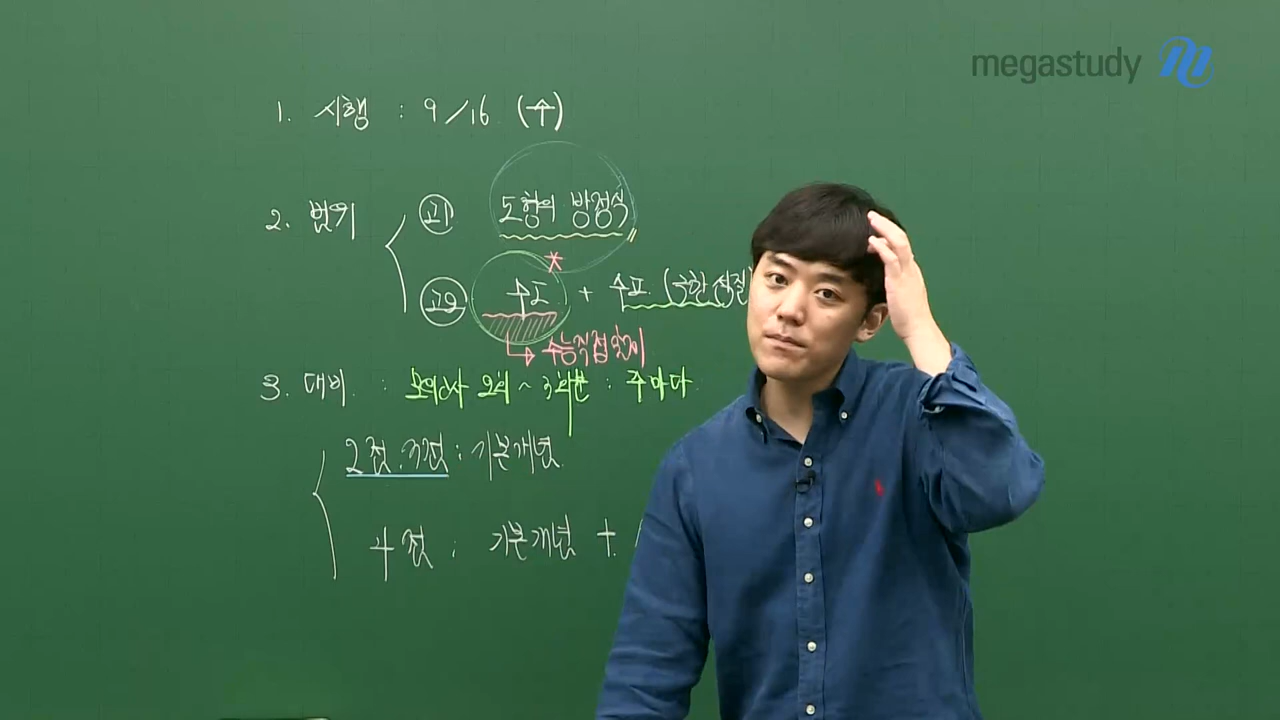 megastudy
1. 시행 : 9/16 (수)
2. 범위
고1 도형의 방정식
고2 수Ⅰ + 수Ⅱ (극한
수능 직접
3. 대비 : 모의고사 2회~3회분 : 주마다
2점, 3점 : 기본개념
4점 : 기본개념 +